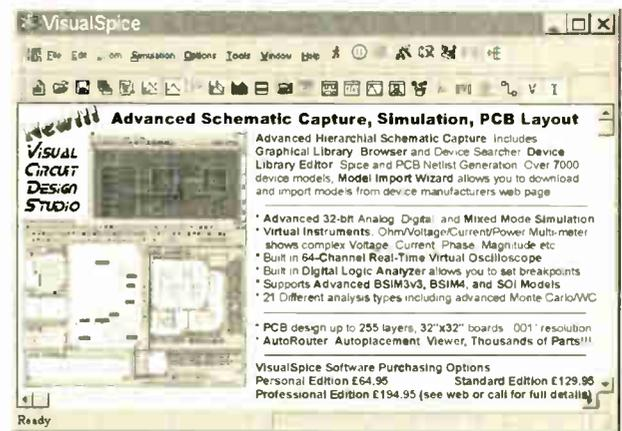 VisualSpice
File Edit Simulation Options Tools Window Help
V I
New!!!
Advanced Schematic Capture, Simulation, PCB Layout
VISUAL
CIRCUIT
DESIGN
STUDIO
Advanced Hierarchial Schematic Capture includes
Graphical Library Browser and Device Searcher Device
Library Editor Spice and PCB Netlist Generation Over 7000
device models, Model Import Wizard allows you to download
and import models from device manufacturers web page
* Advanced 32-bit Analog Digital and Mixed Mode Simulation
* Virtual Instruments, Ohm/Voltage/Current/Power Multi-meter
shows complex Voltage Current Phase Magnitude etc
* Built in 64-Channel Real-Time Virtual Oscilloscope
* Built in Digital Logic Analyzer allows you to set breakpoints
* Supports Advanced BSIM3v3, BSIM4, and SOI Models
* 21 Different analysis types including advanced Monte Carlo/WC
* PCB design up to 255 layers, 32"x32" boards .001" resolution
* AutoRouter Autoplacement Viewer, Thousands of Parts!!!
VisualSpice Software Purchasing Options
Personal Edition £64.95 Standard Edition £129.95
Professional Edition £194.95 (see web or call for full details)
Ready